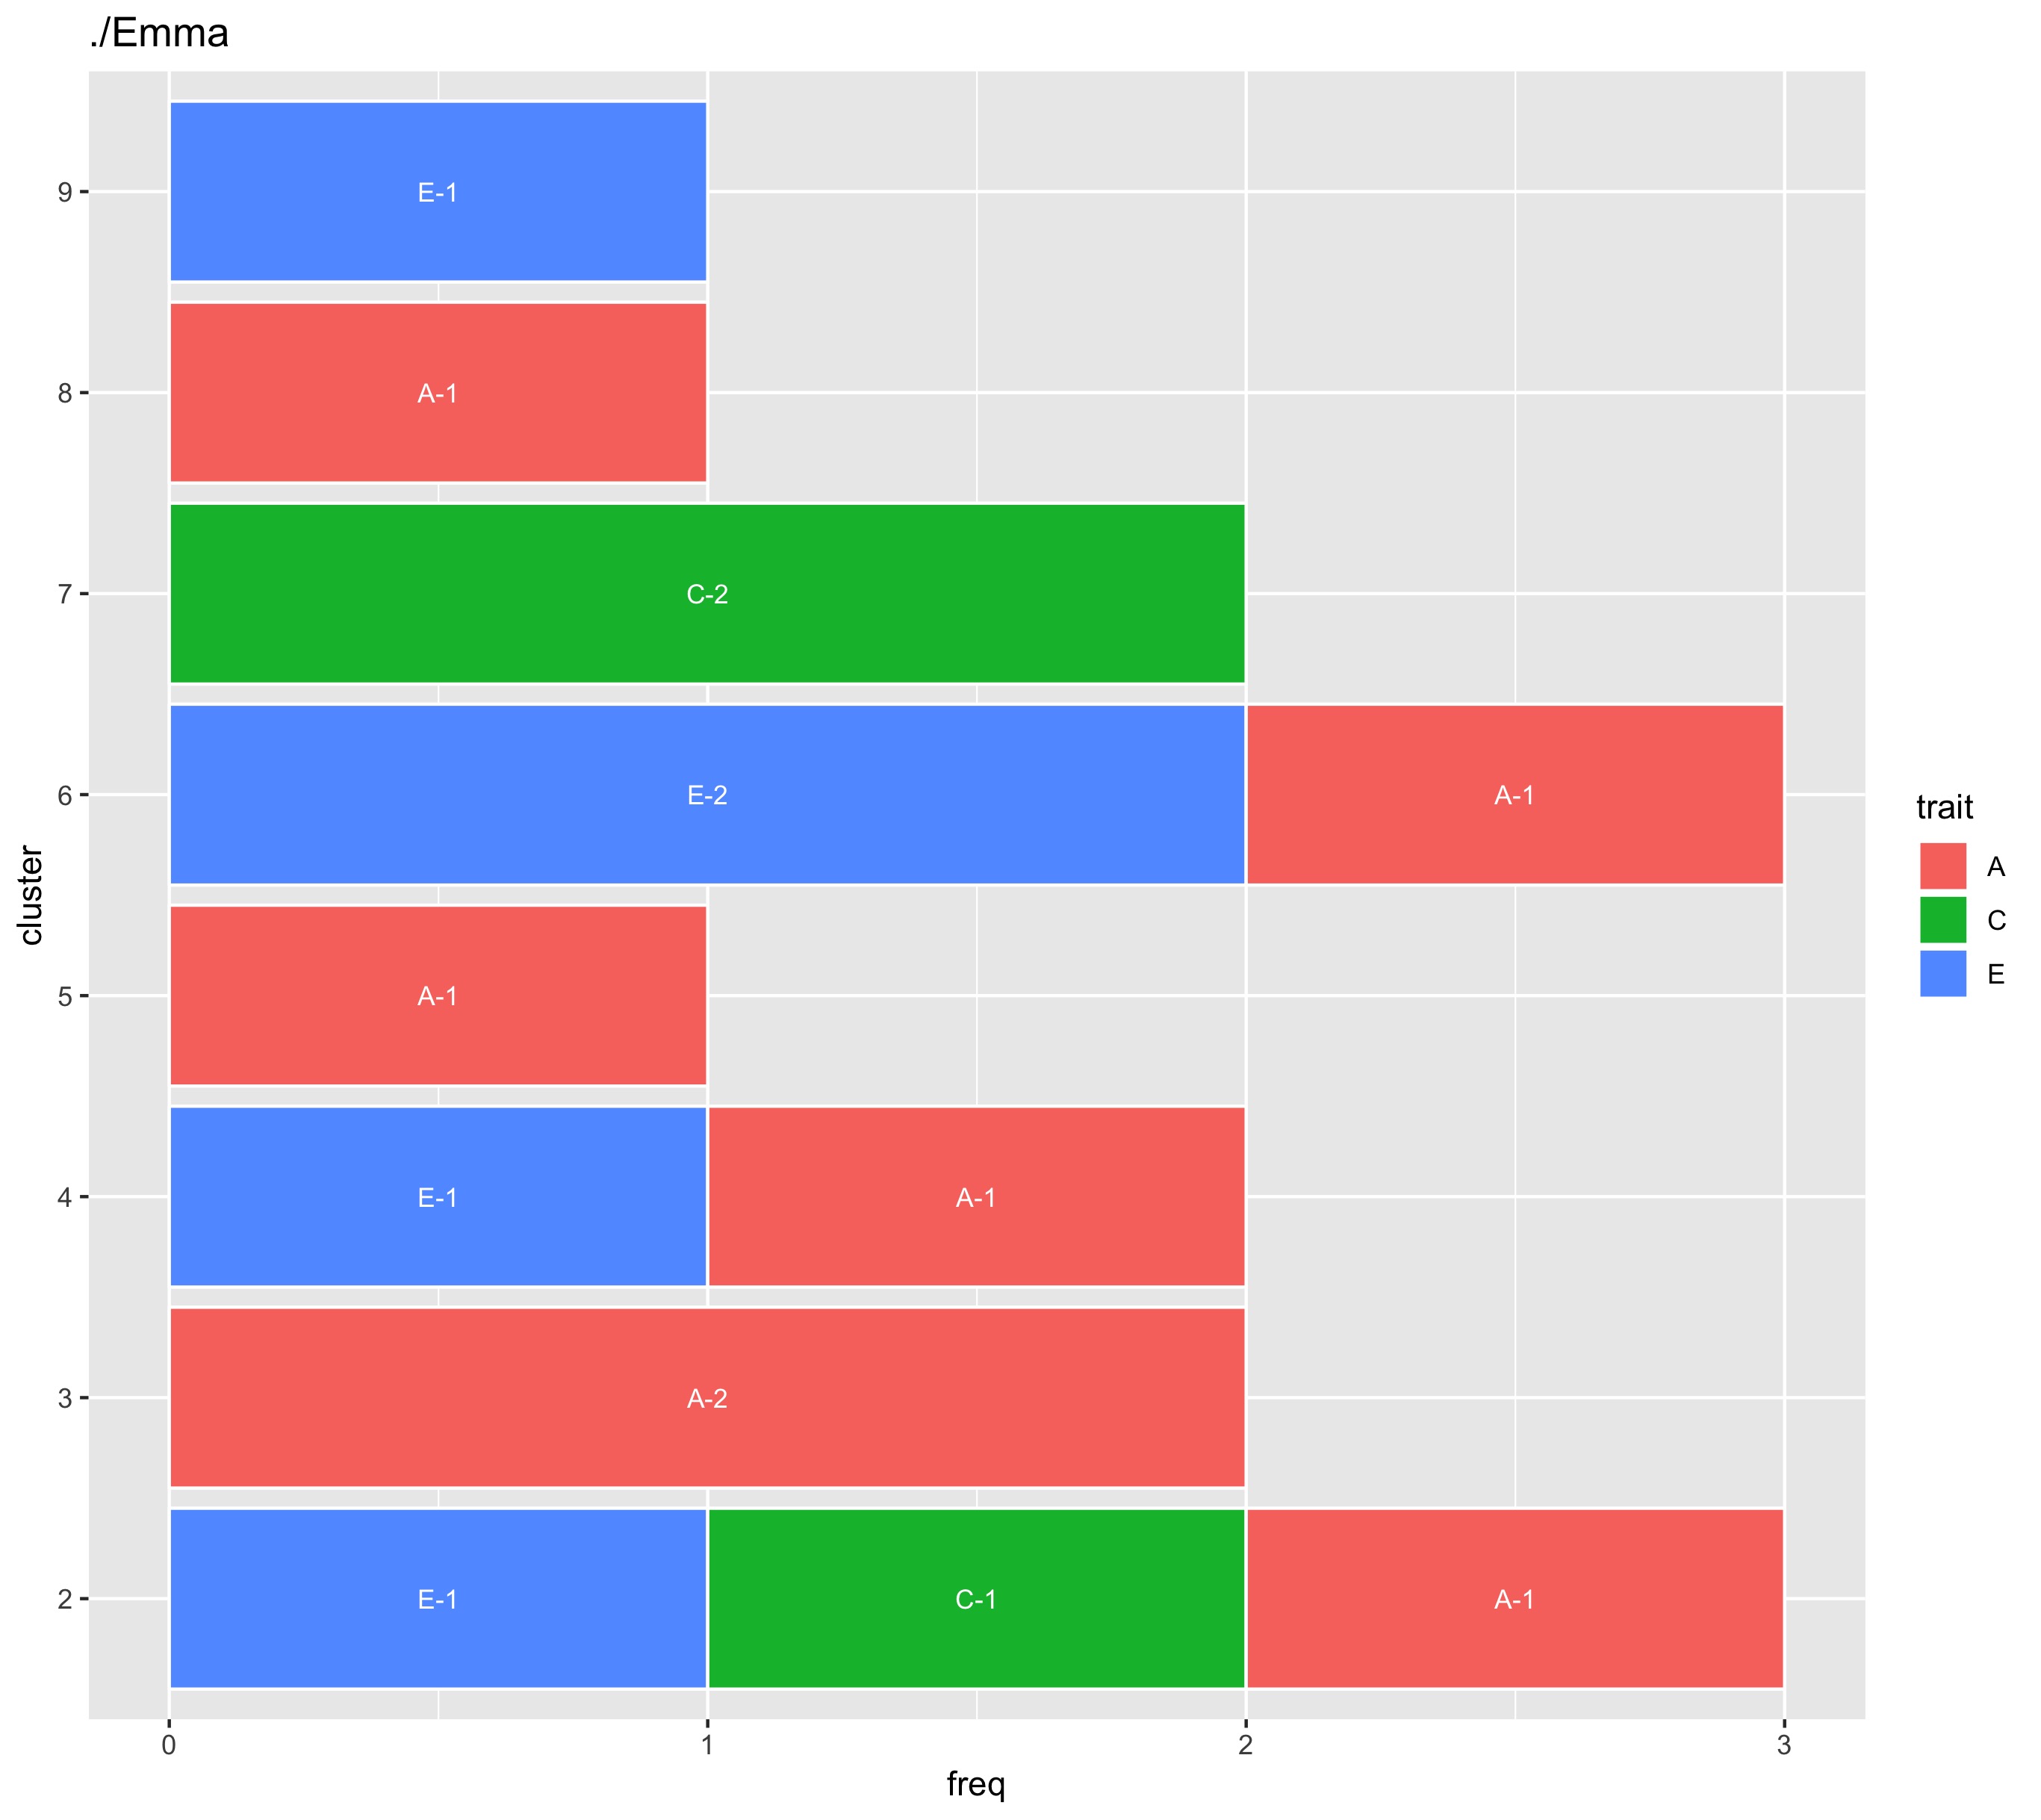 ./Emma
9
E-1
8
A-1
7
C-2
6
E-2 A-1
5
A-1
4
E-1 A-1
3
A-2
2
E-1 C-1 A-1
0 1 2 3
freq
cluster
trait
A
C
E